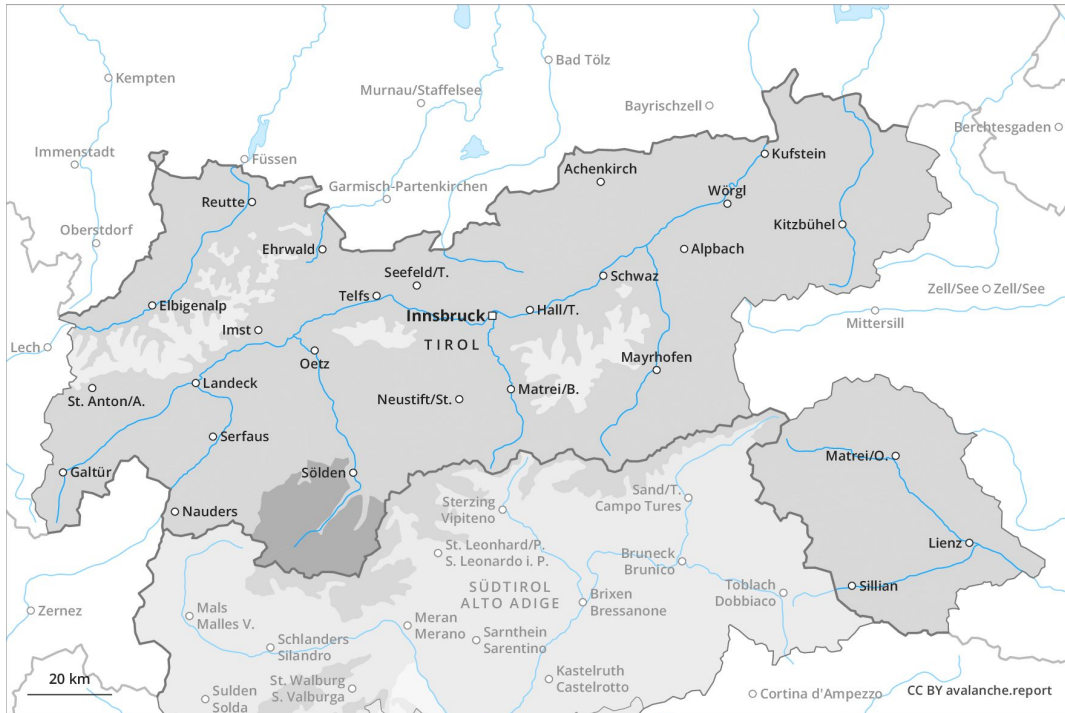 Kempten
Bad Tölz
Murnau/Staffelsee
Bayrischzell
Berchtesgaden
Immenstadt
Füssen
Kufstein
Achenkirch
Garmisch-Partenkirchen
Reutte
Wörgl
Oberstdorf
Kitzbühel
Ehrwald
Alpbach
Seefeld/T.
Schwaz
Zell/See
Zell/See
Telfs
Elbigenalp
Innsbruck
Hall/T.
Mittersill
Imst
Lech
TIROL
Oetz
Mayrhofen
Landeck
St. Anton/A.
Neustift/St.
Matrei/B.
Serfaus
Matrei/O.
Galtür
Sölden
Sterzing
Vipiteno
Sand/T.
Campo Tures
Nauders
St. Leonhard/P.
S. Leonardo i. P.
Lienz
Bruneck
Brunico
SÜDTIROL
ALTO ADIGE
Sillian
Toblach
Dobbiaco
Brixen
Bressanone
Zernez
Mals
Malles V.
Meran
Merano
Sarnthein
Sarentino
Schlanders
Silandro
20 km
St. Walburg
S. Valburga
Kastelruth
Castelrotto
Sulden
Solda
Cortina d'Ampezzo
CC BY avalanche.report